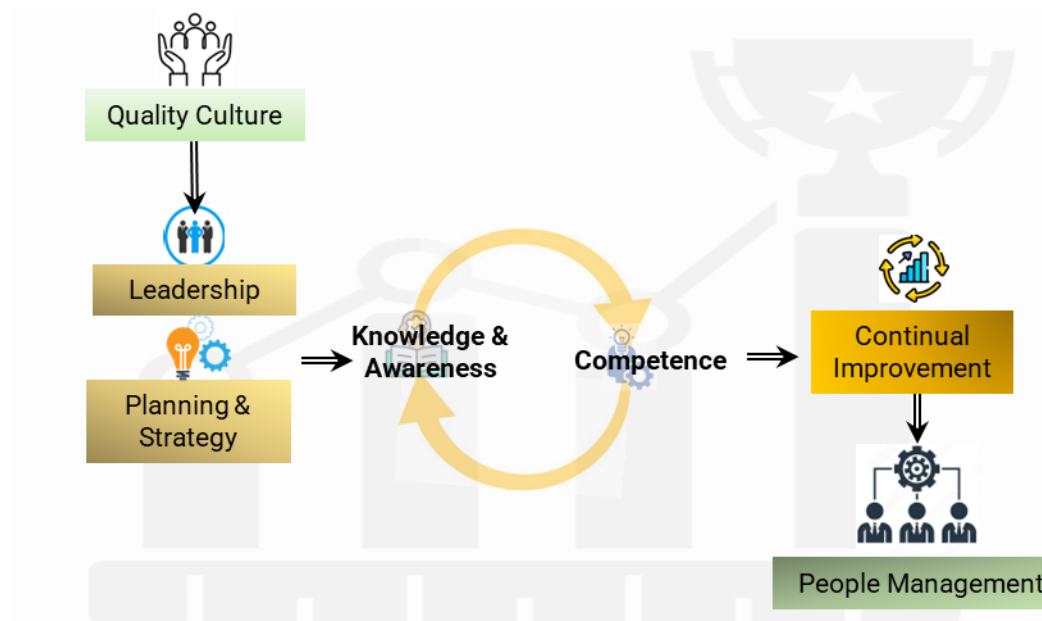 Quality Culture
Leadership
Planning &
Strategy
Knowledge &
Awareness
Competence
Continual
Improvement
People Management